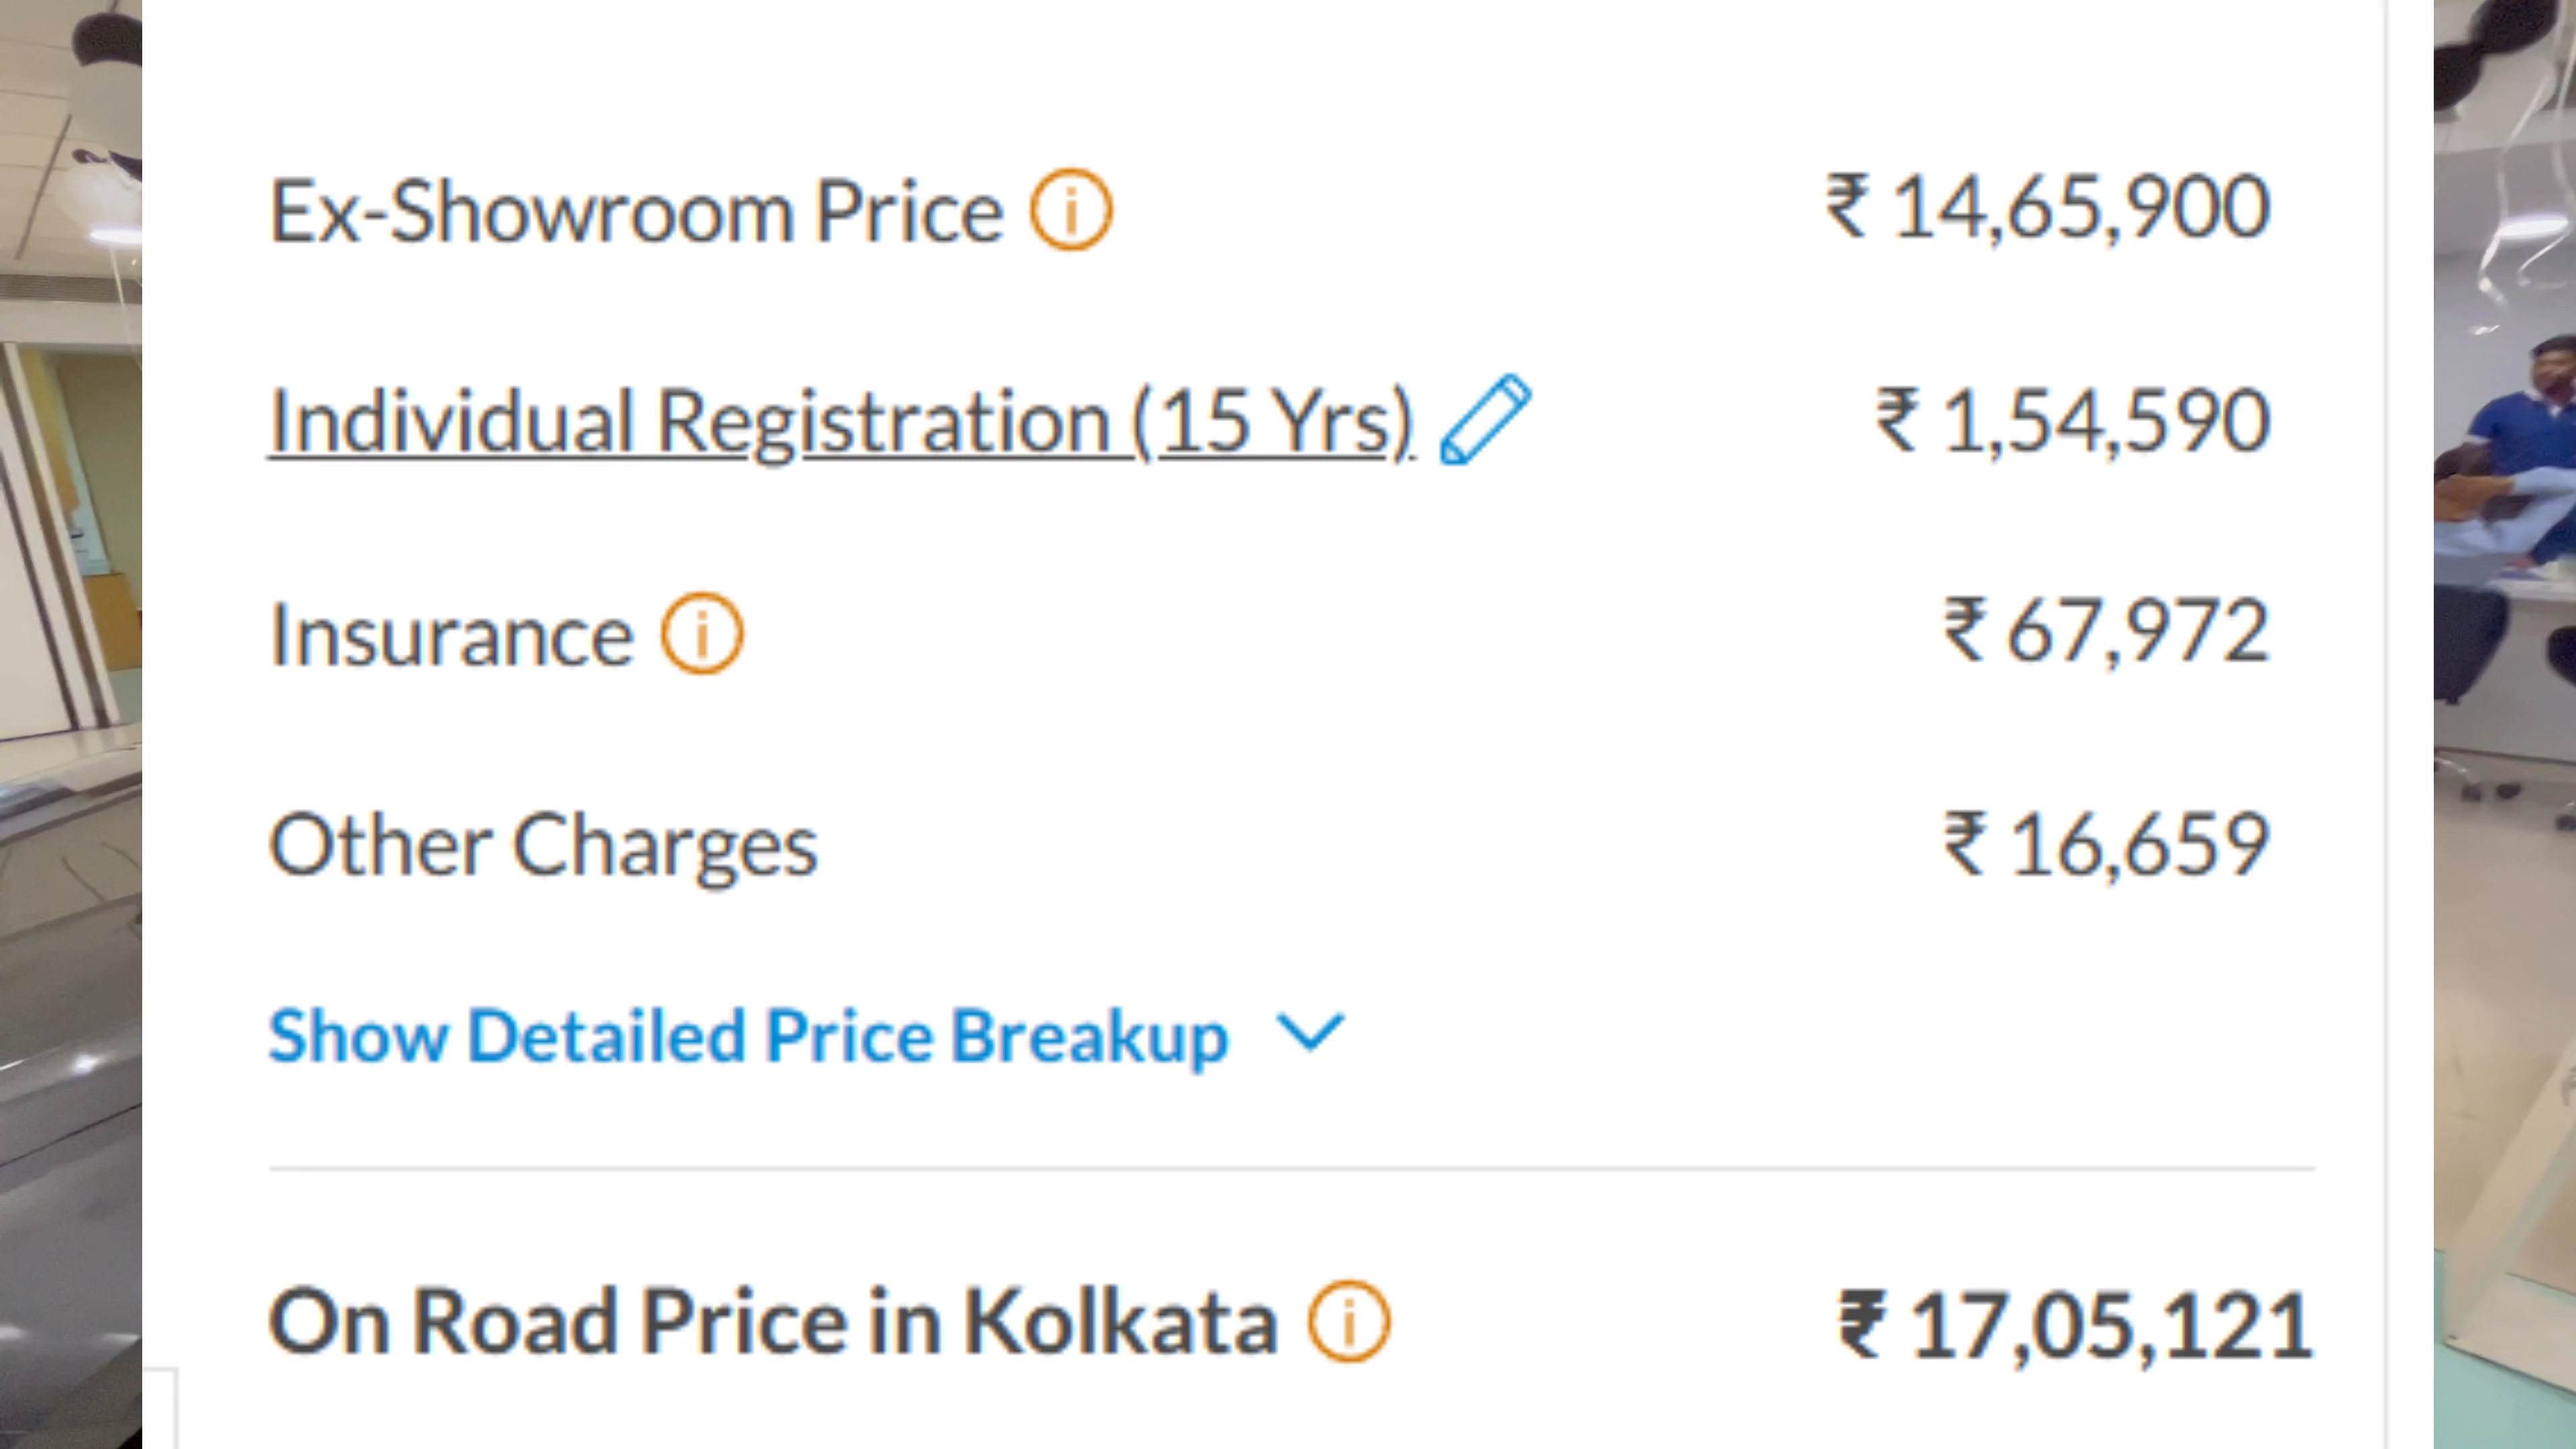 Ex-Showroom Price ₹ 14,65,900
Individual Registration (15 Yrs) ₹ 1,54,590
Insurance ₹ 67,972
Other Charges ₹ 16,659
Show Detailed Price Breakup
On Road Price in Kolkata ₹ 17,05,121